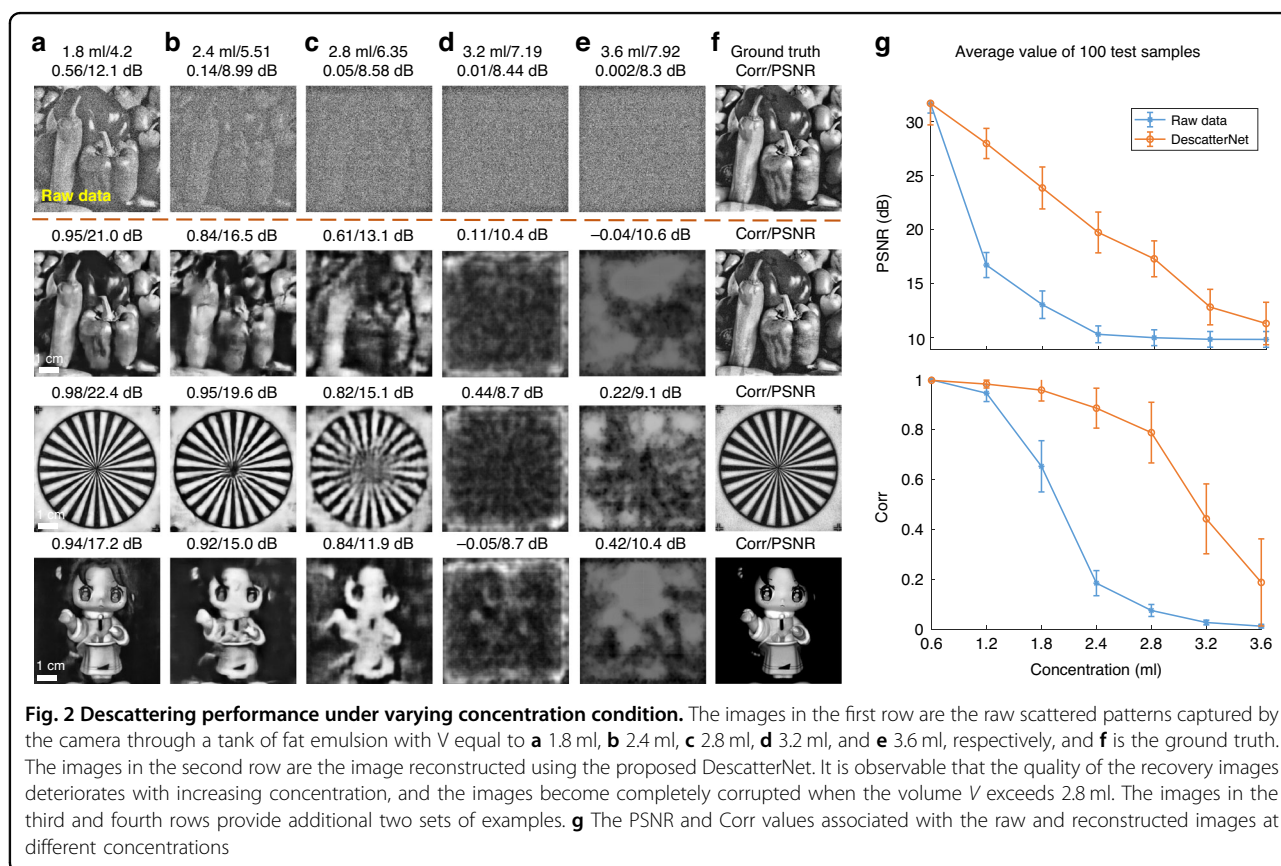 a b c d e f g
1.8 ml/4.2 2.4 ml/5.51 2.8 ml/6.35 3.2 ml/7.19 3.6 ml/7.92 Ground truth
0.56/12.1 dB 0.14/8.99 dB 0.05/8.58 dB 0.01/8.44 dB 0.002/8.3 dB Corr/PSNR
Raw data
0.95/21.0 dB 0.84/16.5 dB 0.61/13.1 dB 0.11/10.4 dB –0.04/10.6 dB Corr/PSNR
1 cm
0.98/22.4 dB 0.95/19.6 dB 0.82/15.1 dB 0.44/8.7 dB 0.22/9.1 dB Corr/PSNR
1 cm
0.94/17.2 dB 0.92/15.0 dB 0.84/11.9 dB –0.05/8.7 dB 0.42/10.4 dB Corr/PSNR
1 cm
Average value of 100 test samples
Raw data
DescatterNet
PSNR (dB)
30
25
20
15
10
Corr
1
0.8
0.6
0.4
0.2
0
0.6 1.2 1.8 2.4 2.8 3.2 3.6
Concentration (ml)
Fig. 2 Descattering performance under varying concentration condition. The images in the first row are the raw scattered patterns captured by
the camera through a tank of fat emulsion with V equal to a 1.8 ml, b 2.4 ml, c 2.8 ml, d 3.2 ml, and e 3.6 ml, respectively, and f is the ground truth.
The images in the second row are the image reconstructed using the proposed DescatterNet. It is observable that the quality of the recovery images
deteriorates with increasing concentration, and the images become completely corrupted when the volume V exceeds 2.8 ml. The images in the
third and fourth rows provide additional two sets of examples. g The PSNR and Corr values associated with the raw and reconstructed images at
different concentrations